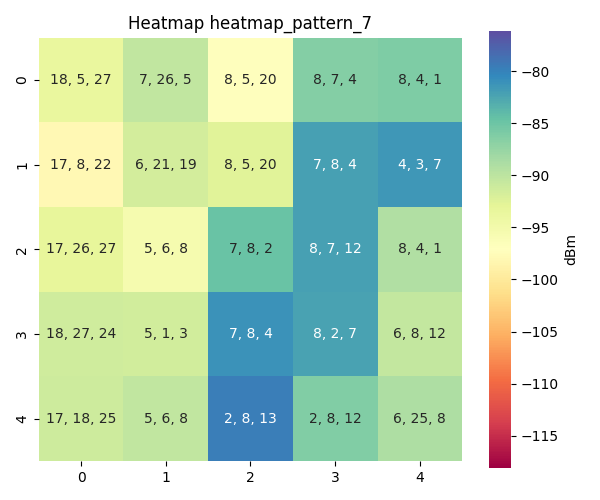 Heatmap heatmap_pattern_7
0 18, 5, 27 7, 26, 5 8, 5, 20 8, 7, 4 8, 4, 1
1 17, 8, 22 6, 21, 19 8, 5, 20 7, 8, 4 4, 3, 7
2 17, 26, 27 5, 6, 8 7, 8, 2 8, 7, 12 8, 4, 1
3 18, 27, 24 5, 1, 3 7, 8, 4 8, 2, 7 6, 8, 12
4 17, 18, 25 5, 6, 8 2, 8, 13 2, 8, 12 6, 25, 8
0 1 2 3 4
−80
−85
−90
−95
−100
−105
−110
−115
dBm